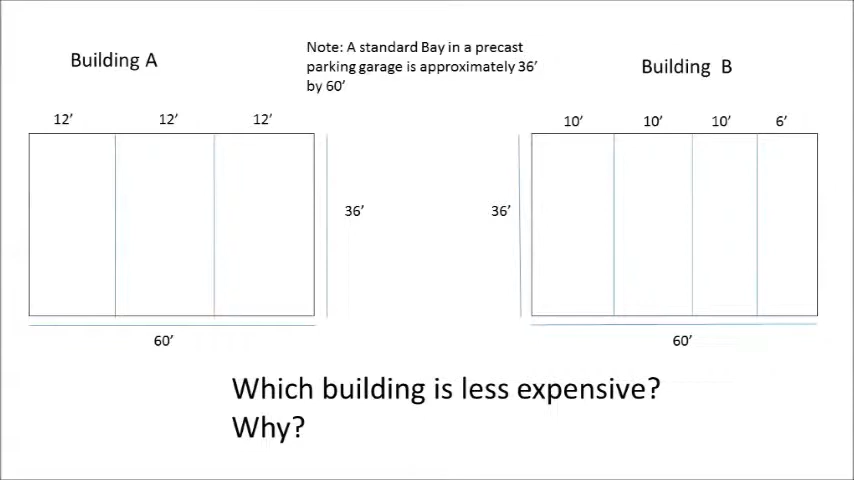 Building A
Note: A standard Bay in a precast
parking garage is approximately 36’
by 60’
Building  B
12’ 12’ 12’
10’ 10’ 10’ 6’
36’
36’
60’
60’
Which building is less expensive?
Why?